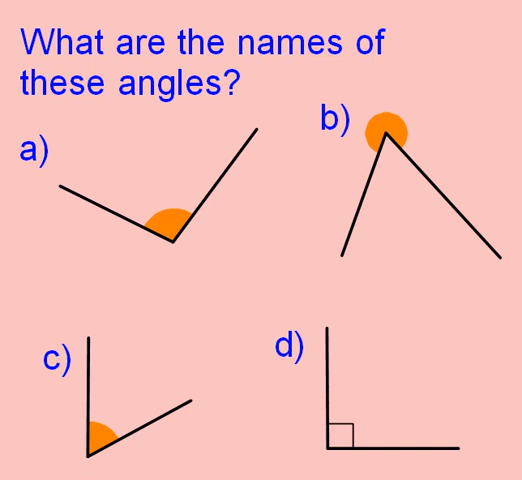 What are the names of
these angles?
a)
b)
c)
d)